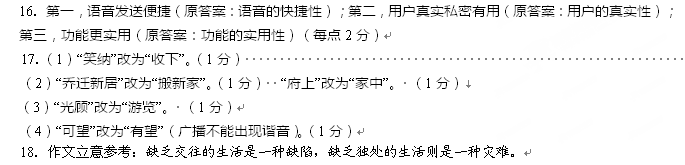 16. 第一，语音发送便捷（原答案：语音的快捷性）；第二，用户真实私密有用（原答案：用户的真实性）；
第三，功能更实用（原答案：功能的实用性）（每点2分）↵
17.（1）“笑纳”改为“收下”。（1分）
（2）“乔迁新居”改为“搬新家”。（1分）··“府上”改为“家中”。·（1分）↓
（3）“光顾”改为“游览”。·（1分）↵
（4）“可望”改为“有望”（广播不能出现谐音）。（1分）↵
18. 作文立意参考：缺乏交往的生活是一种缺陷，缺乏独处的生活则是一种灾难。↵